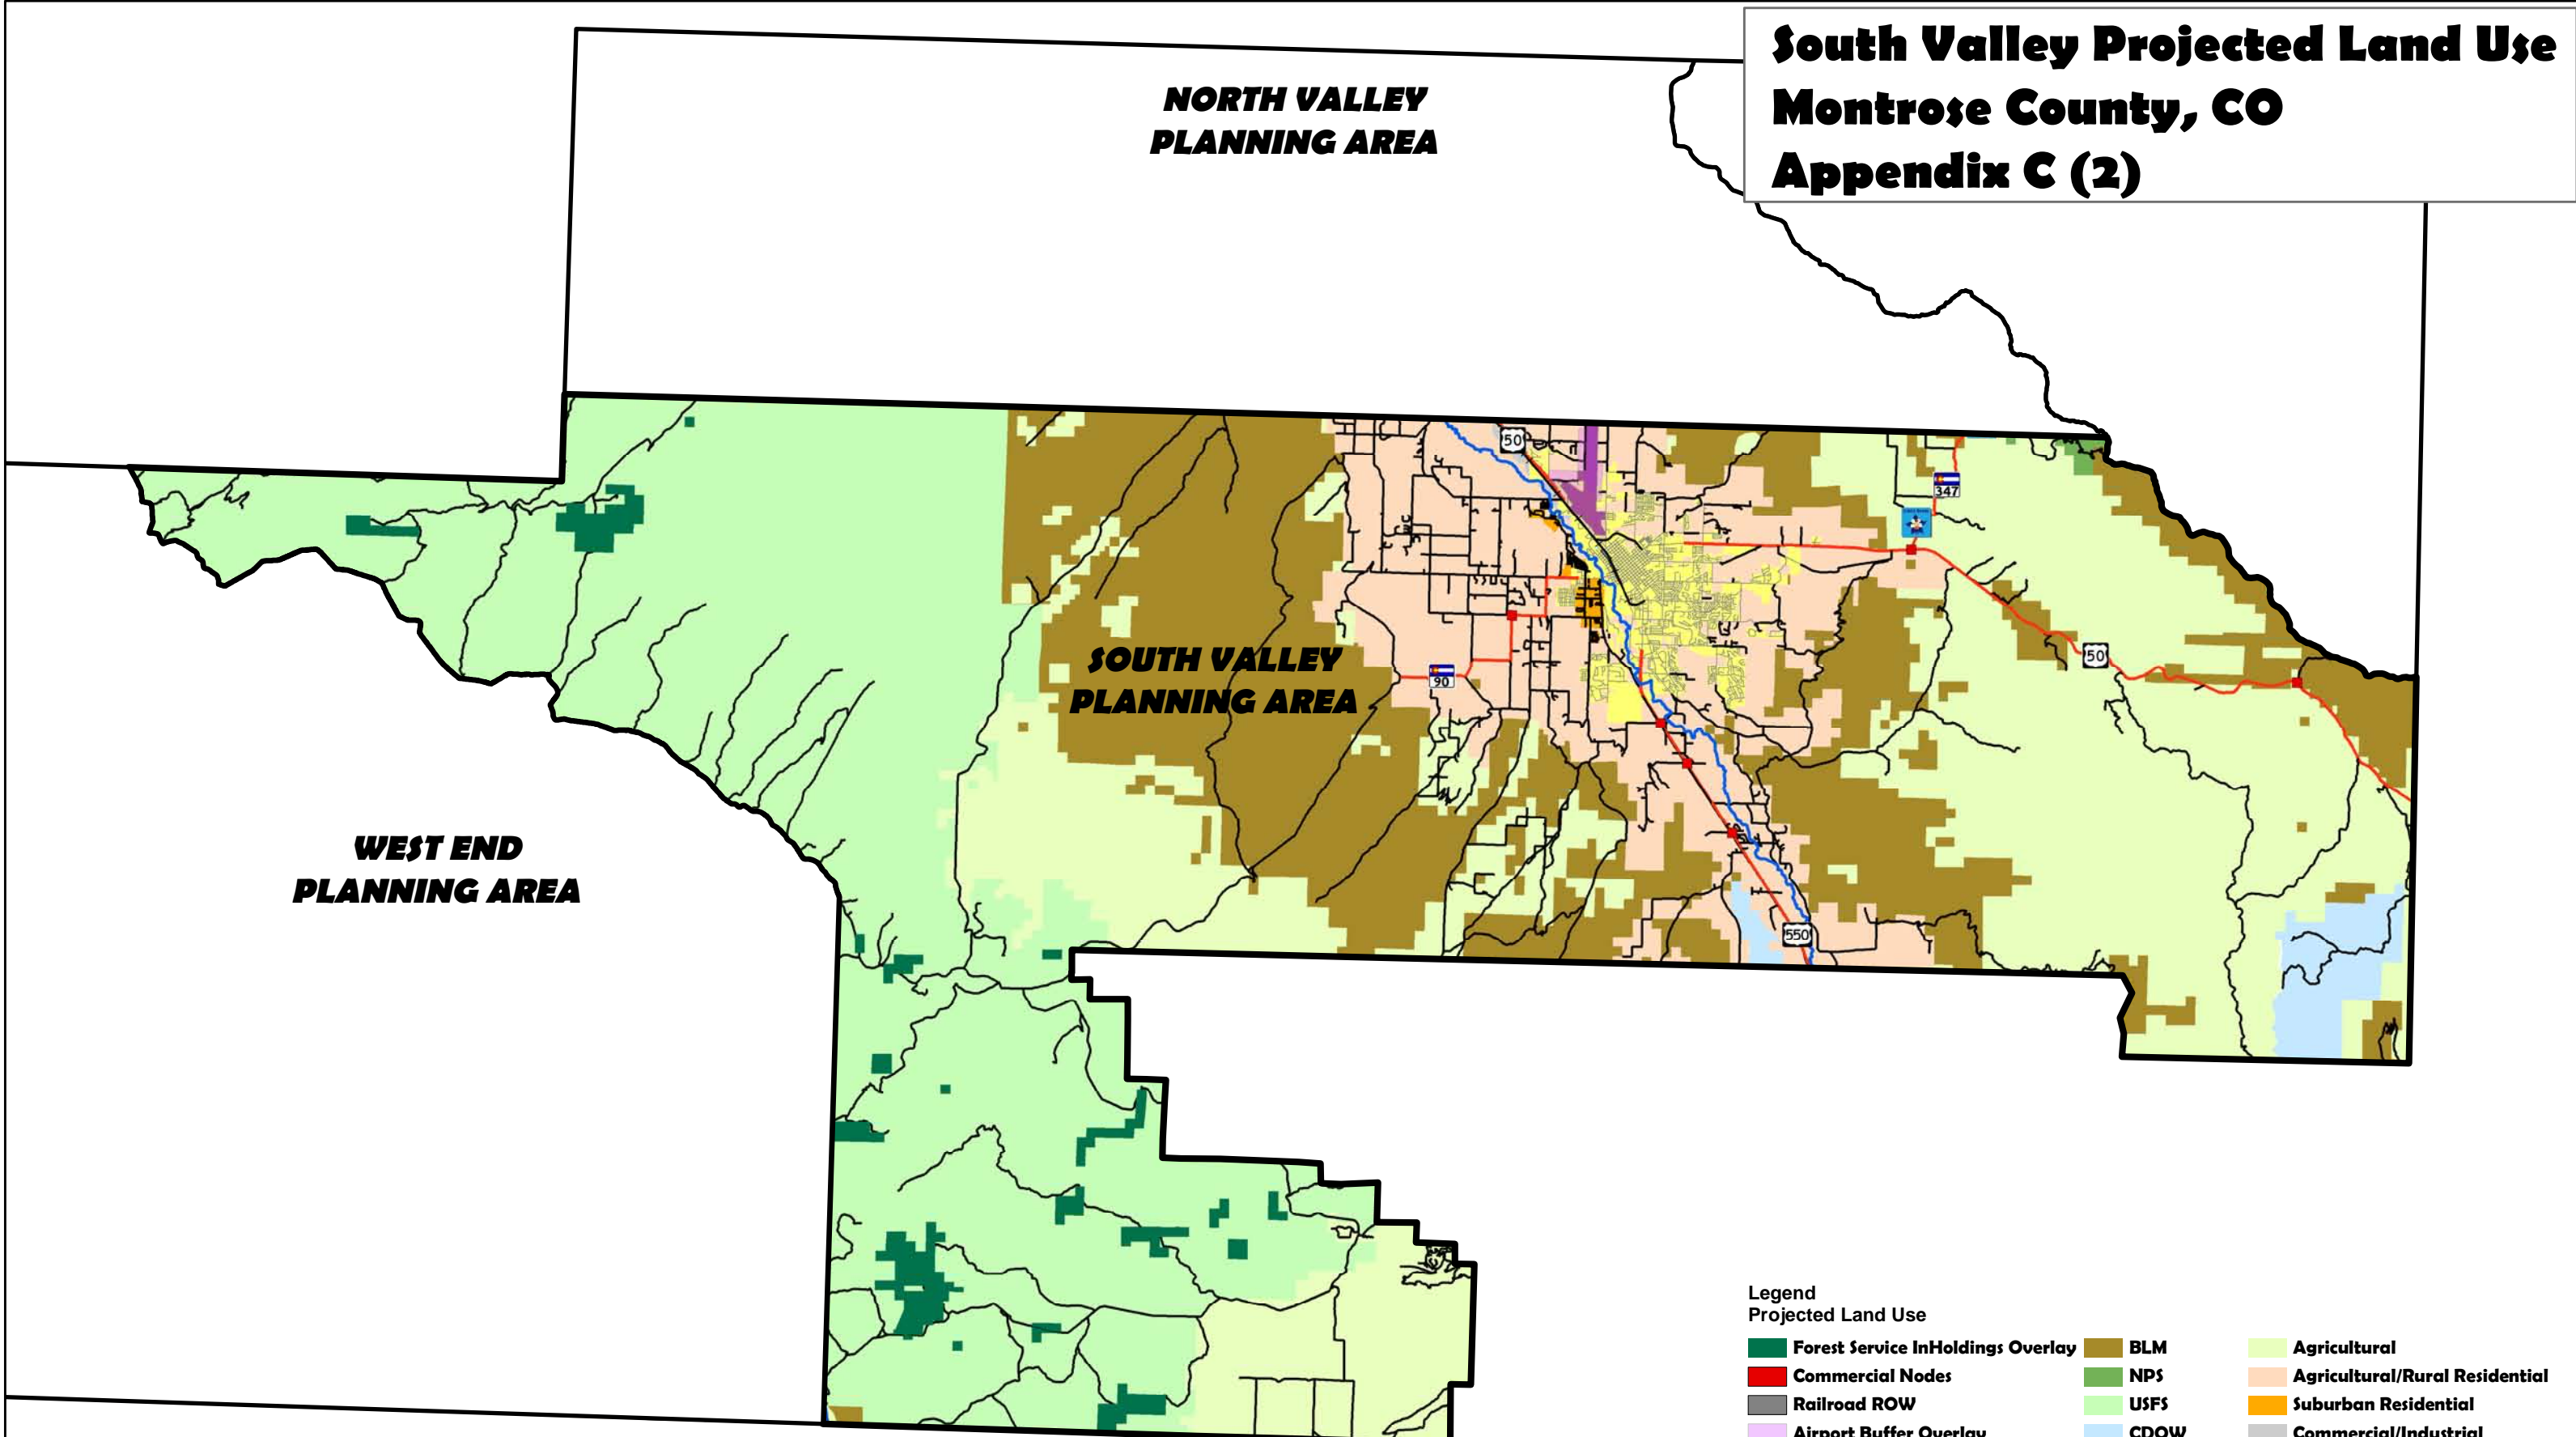 South Valley Projected Land Use
Montrose County, CO
Appendix C (2)
NORTH VALLEY
PLANNING AREA
50
347
SOUTH VALLEY
PLANNING AREA
90
50
WEST END
PLANNING AREA
550
Legend
Projected Land Use
Forest Service InHoldings Overlay
Commercial Nodes
Railroad ROW
Airport Buffer Overlay
BLM
NPS
USFS
CDOW
Agricultural
Agricultural/Rural Residential
Suburban Residential
Commercial/Industrial